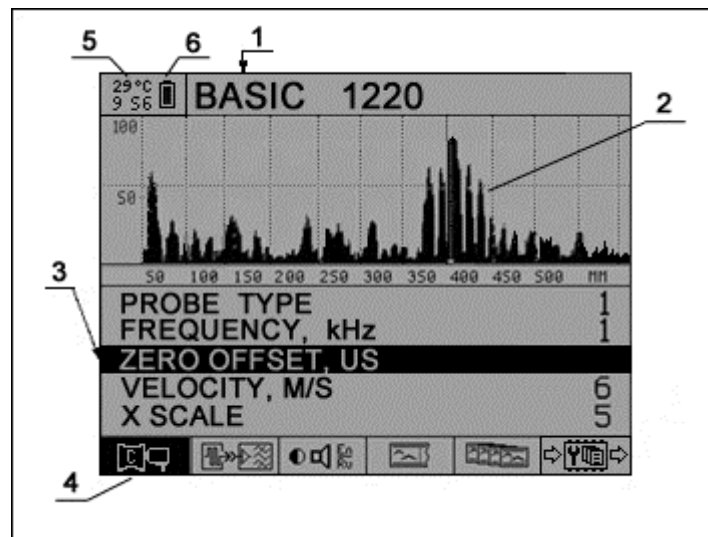 5 6 1
29 °C
9 56
BASIC 1220
2
100
50
3
50 100 150 200 250 300 350 400 450 500 MM
PROBE TYPE 1
FREQUENCY, kHz 1
ZERO OFFSET, US
VELOCITY, M/S 6
X SCALE 5
4